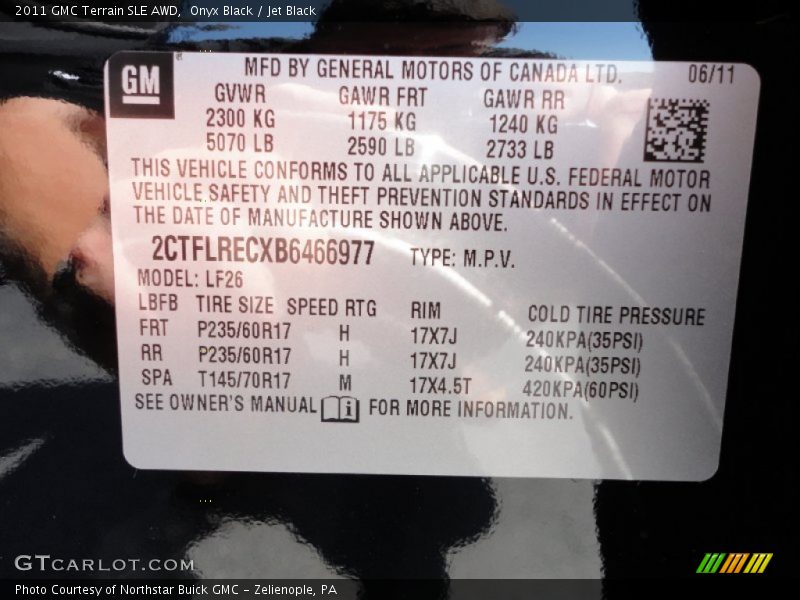 2011 GMC Terrain SLE AWD, Onyx Black / Jet Black
GM
MFD BY GENERAL MOTORS OF CANADA LTD. 06/11
GVWR GAWR FRT GAWR RR
2300 KG 1175 KG 1240 KG
5070 LB 2590 LB 2733 LB
THIS VEHICLE CONFORMS TO ALL APPLICABLE U.S. FEDERAL MOTOR
VEHICLE SAFETY AND THEFT PREVENTION STANDARDS IN EFFECT ON
THE DATE OF MANUFACTURE SHOWN ABOVE.
2CTFLRECXB6466977 TYPE: M.P.V.
MODEL: LF26
LBFB TIRE SIZE SPEED RTG RIM COLD TIRE PRESSURE
FRT P235/60R17 H 17X7J 240KPA(35PSI)
RR P235/60R17 H 17X7J 240KPA(35PSI)
SPA T145/70R17 M 17X4.5T 420KPA(60PSI)
SEE OWNER'S MANUAL FOR MORE INFORMATION.
GTCARLOT.COM
Photo Courtesy of Northstar Buick GMC - Zelienople, PA